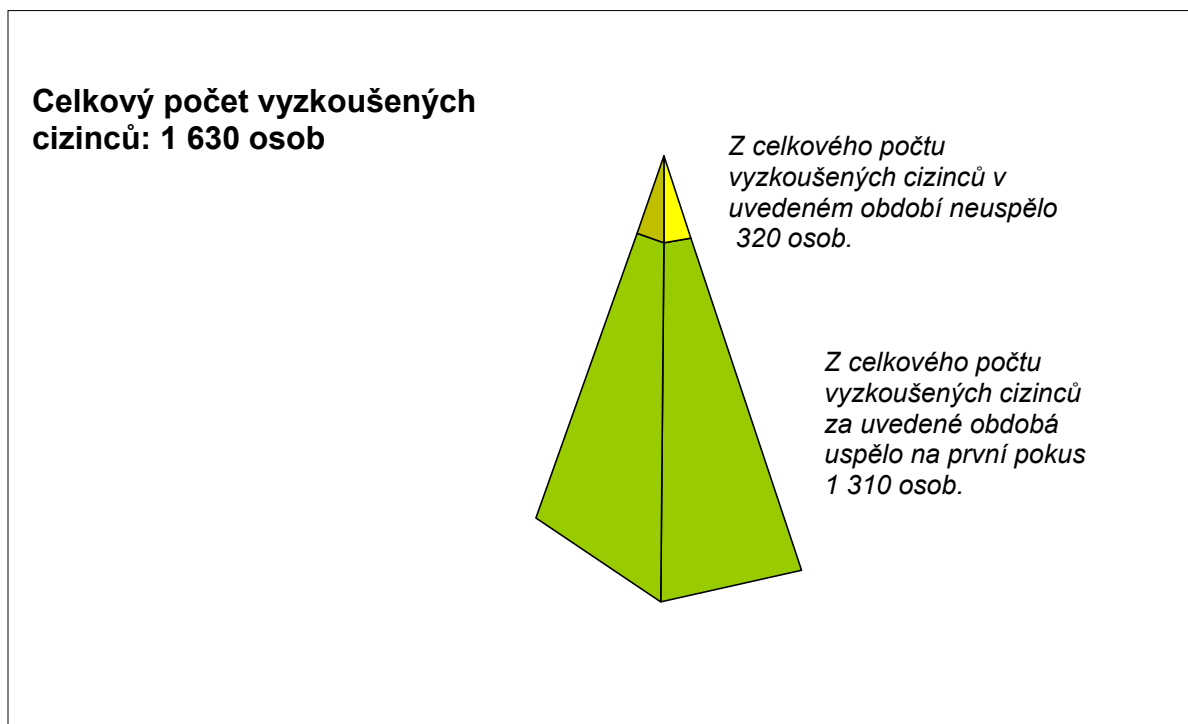 Celkový počet vyzkoušených
cizinců: 1 630 osob
Z celkového počtu
vyzkoušených cizinců v
uvedeném období neuspělo
320 osob.
Z celkového počtu
vyzkoušených cizinců
za uvedené obdobá
uspělo na první pokus
1 310 osob.